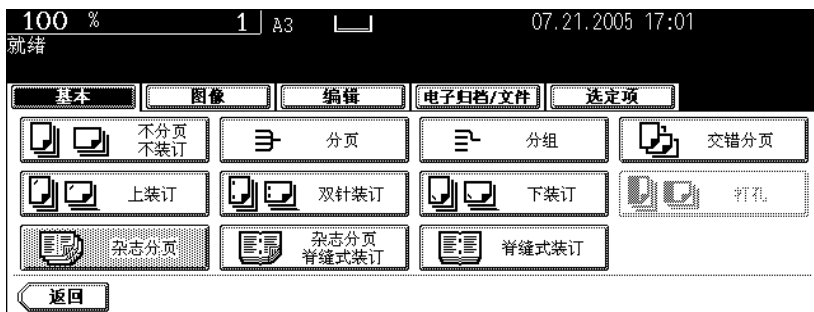 100 % 1 A3 07.21.2005 17:01
就绪
基本 图像 编辑 电子归档/文件 选定项
不分页
不装订
分页
分组
交错分页
上装订
双针装订
下装订
打孔
杂志分页
杂志分页
脊缝式装订
脊缝式装订
返回